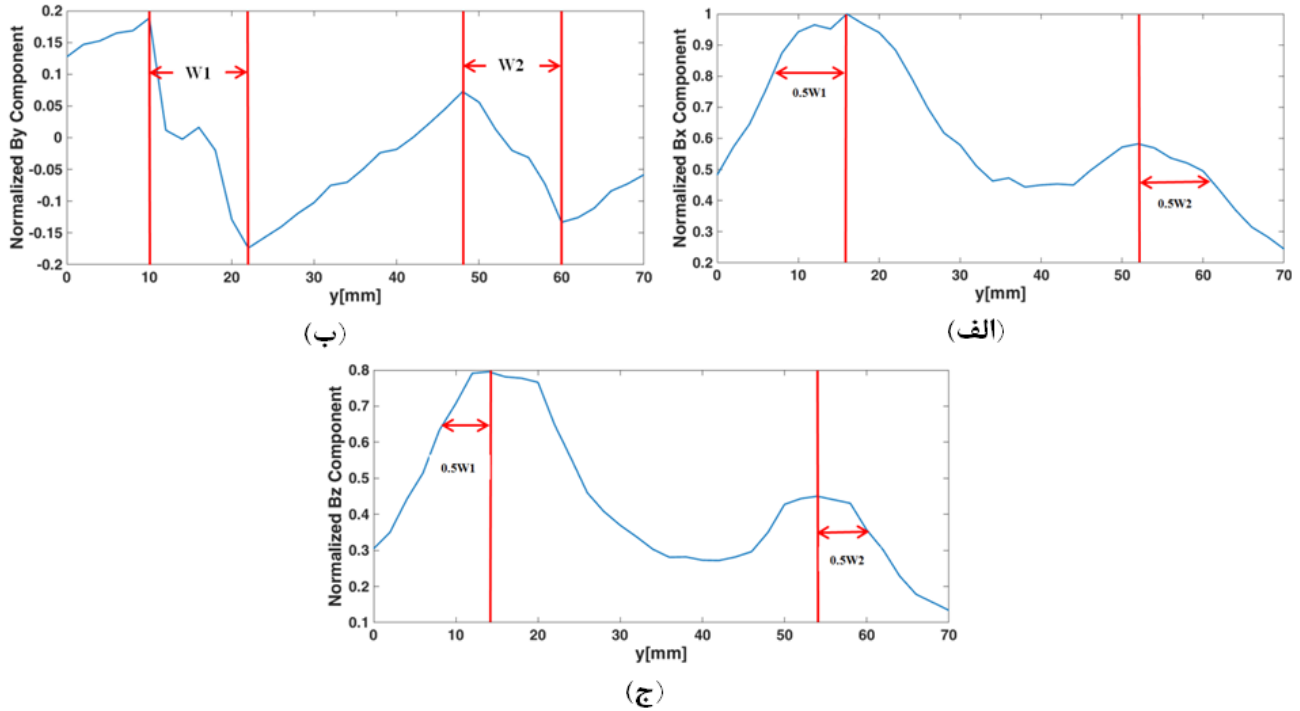 Normalized By Component
0.2
0.15
0.1
0.05
0
-0.05
-0.1
-0.15
-0.2
W1
W2
0 10 20 30 40 50 60 70
y[mm]
(ب)
Normalized Bx Component
1
0.9
0.8
0.7
0.6
0.5
0.4
0.3
0.2
0.5W1
0.5W2
0 10 20 30 40 50 60 70
y[mm]
(الف)
Normalized Bz Component
0.8
0.7
0.6
0.5
0.4
0.3
0.2
0.1
0.5W1
0.5W2
0 10 20 30 40 50 60 70
y[mm]
(ج)